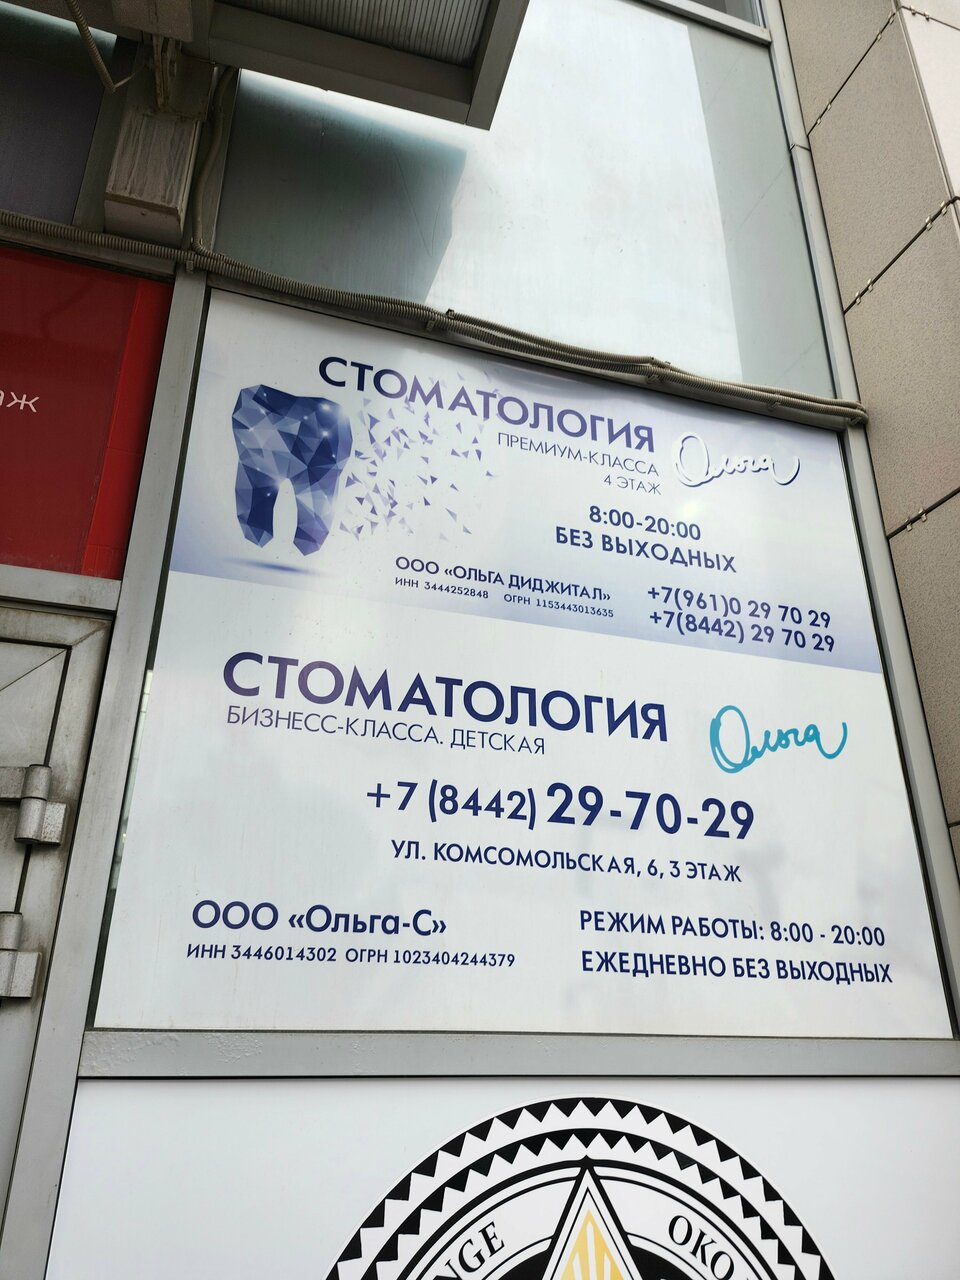 аж
СТОМАТОЛОГИЯ
ПРЕМИУМ-КЛАССА
4 ЭТАЖ
Ольга
8:00-20:00
БЕЗ ВЫХОДНЫХ
ООО «ОЛЬГА ДИДЖИТАЛ»
ИНН 3444252848 ОГРН 1153443013635
+7(961)0 29 70 29
+7(8442) 29 70 29
СТОМАТОЛОГИЯ
БИЗНЕСС-КЛАССА. ДЕТСКАЯ
Ольга
+7 (8442) 29-70-29
УЛ. КОМСОМОЛЬСКАЯ, 6, 3 ЭТАЖ
ООО «Ольга-С»
ИНН 3446014302 ОГРН 1023404244379
РЕЖИМ РАБОТЫ: 8:00 - 20:00
ЕЖЕДНЕВНО БЕЗ ВЫХОДНЫХ
NGE
ОКО